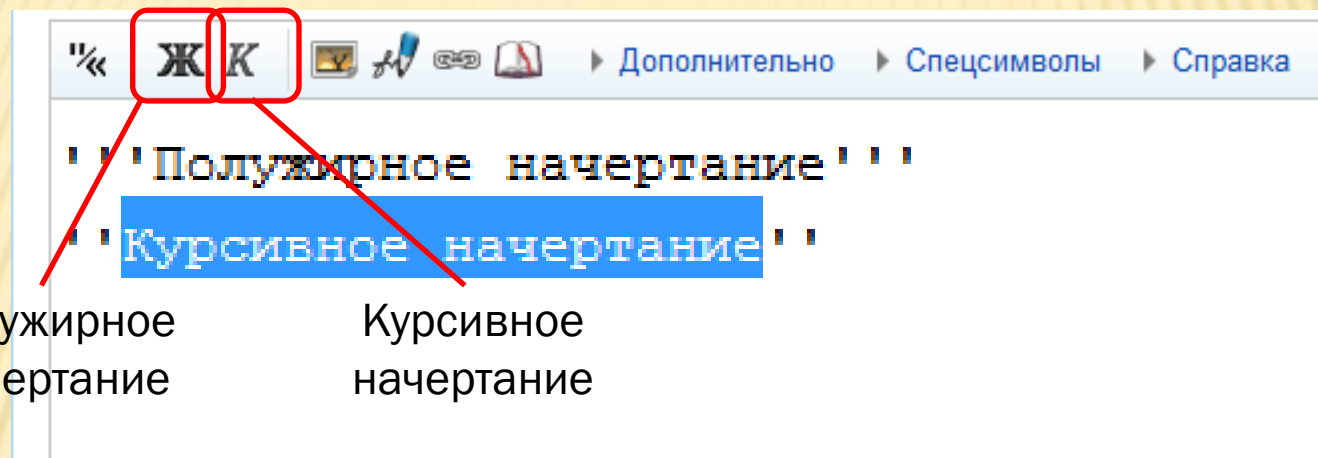 "/« Ж К Дополнительно Спецсимволы Справка
'''Полужирное начертание'''
''Курсивное начертание''
ужирное Курсивное
ертание начертание